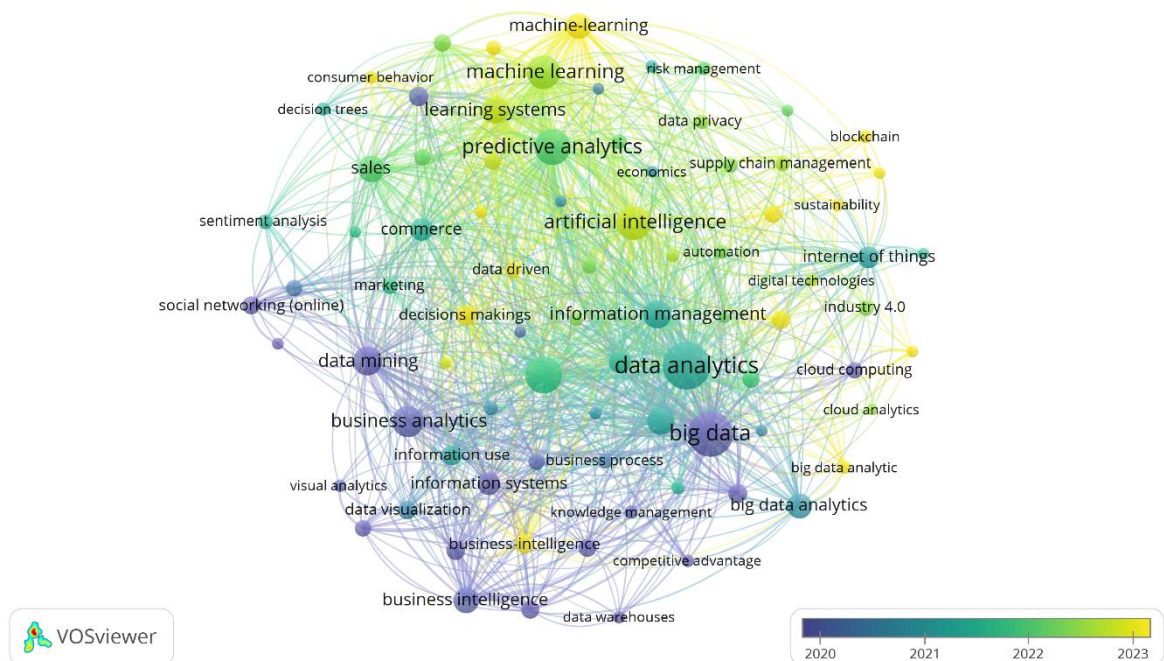 machine-learning
machine learning
risk management
consumer behavior
decision trees
learning systems
data privacy
blockchain
predictive analytics
supply chain management
sales
economics
sustainability
sentiment analysis
commerce
artificial intelligence
automation
internet of things
data driven
digital technologies
marketing
social networking (online)
decisions makings
information management
industry 4.0
data mining
data analytics
cloud computing
cloud analytics
business analytics
big data
information use
business process
big data analytic
visual analytics
information systems
data visualization
knowledge management
big data analytics
business-intelligence
competitive advantage
business intelligence
data warehouses
VOSviewer
2020 2021 2022 2023